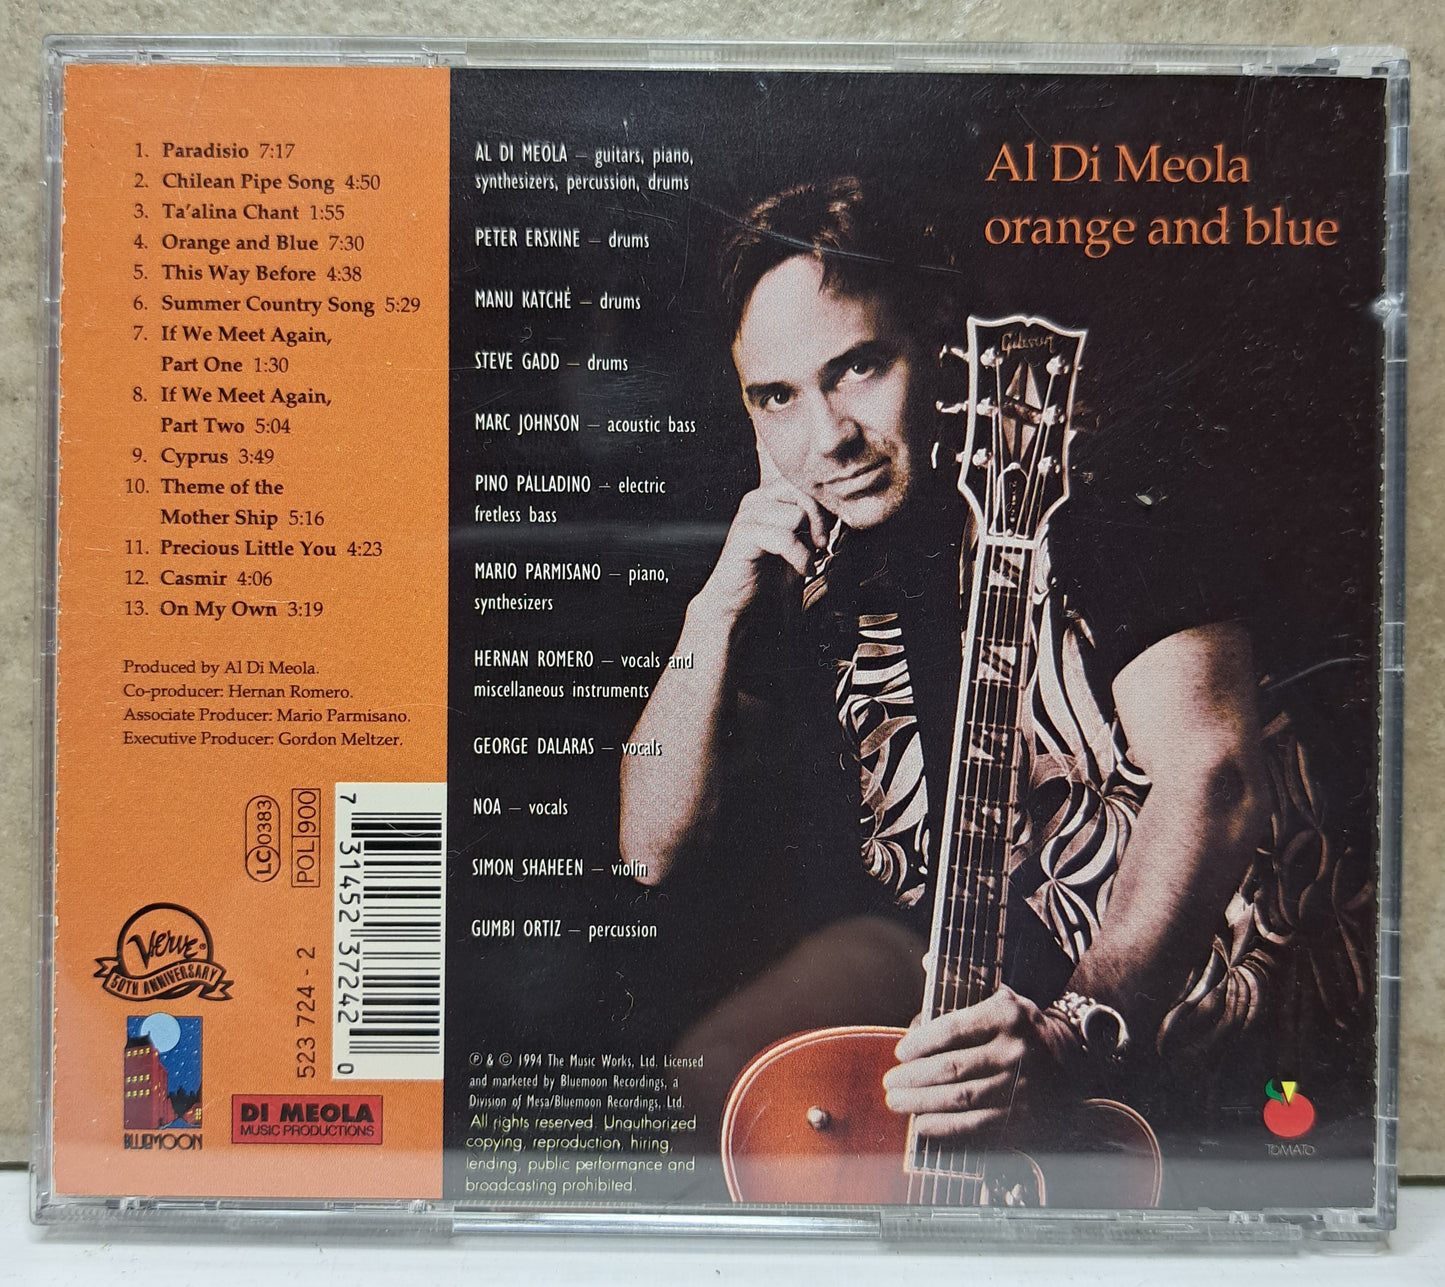 1. Paradisio 7:17
2. Chilean Pipe Song 4:50
3. Ta'alina Chant 1:55
4. Orange and Blue 7:30
5. This Way Before 4:38
6. Summer Country Song 5:29
7. If We Meet Again,
Part One 1:30
8. If We Meet Again,
Part Two 5:04
9. Cyprus 3:49
10. Theme of the
Mother Ship 5:16
11. Precious Little You 4:23
12. Casmir 4:06
13. On My Own 3:19
Produced by Al Di Meola.
Co-producer: Hernan Romero.
Associate Producer: Mario Parmisano.
Executive Producer: Gordon Meltzer.
LC 0383
POL 900
7 31452 37242 0
523 724 - 2
Verve®
50TH ANNIVERSARY
BLUEMOON
DI MEOLA
MUSIC PRODUCTIONS
AL DI MEOLA – guitars, piano,
synthesizers, percussion, drums
PETER ERSKINE – drums
MANU KATCHÉ – drums
STEVE GADD – drums
MARC JOHNSON – acoustic bass
PINO PALLADINO – electric
fretless bass
MARIO PARMISANO – piano,
synthesizers
HERNAN ROMERO – vocals and
miscellaneous instruments
GEORGE DALARAS – vocals
NOA – vocals
SIMON SHAHEEN – violin
GUMBI ORTIZ – percussion
℗ & © 1994 The Music Works, Ltd. Licensed
and marketed by Bluemoon Recordings, a
Division of Mesa/Bluemoon Recordings, Ltd.
All rights reserved. Unauthorized
copying, reproduction, hiring,
lending, public performance and
broadcasting prohibited.
Al Di Meola
orange and blue
Gibson
TOMATO